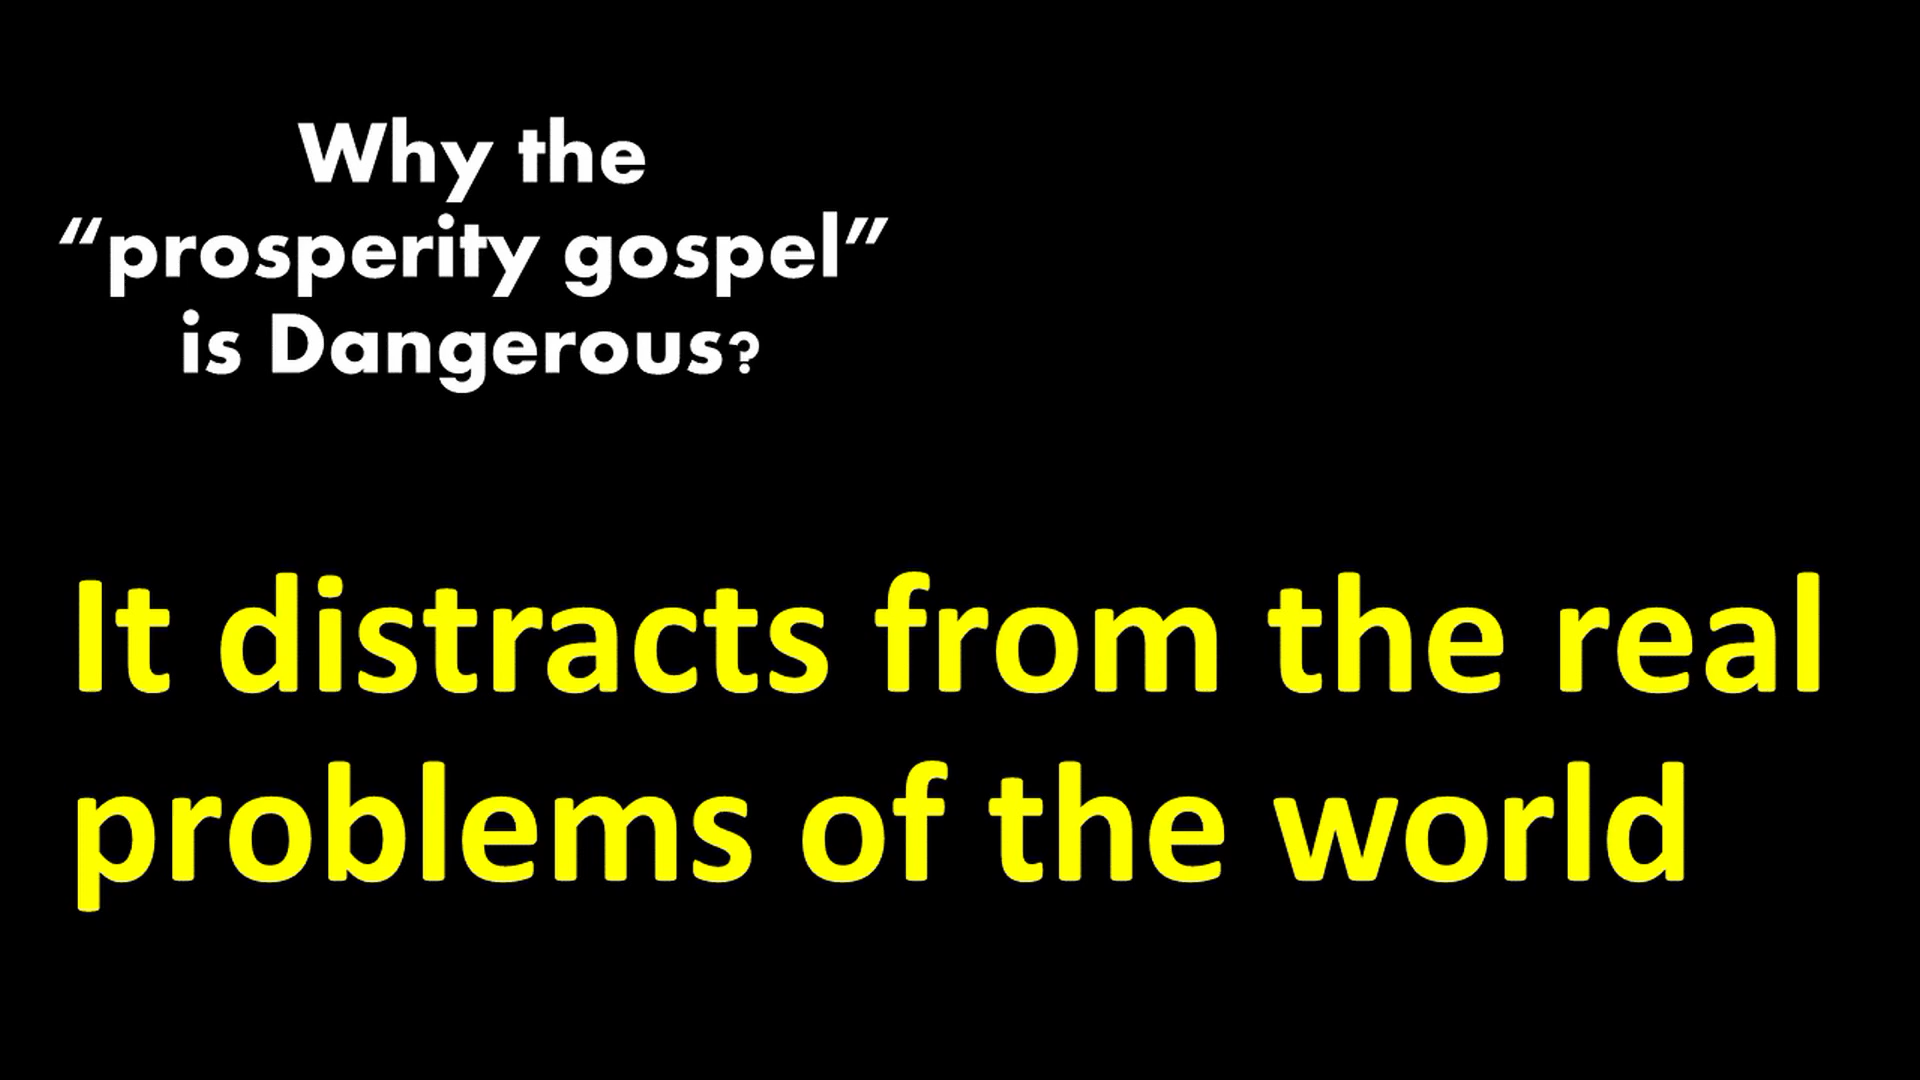 Why the
“prosperity gospel”
is Dangerous?
It distracts from the real
problems of the world